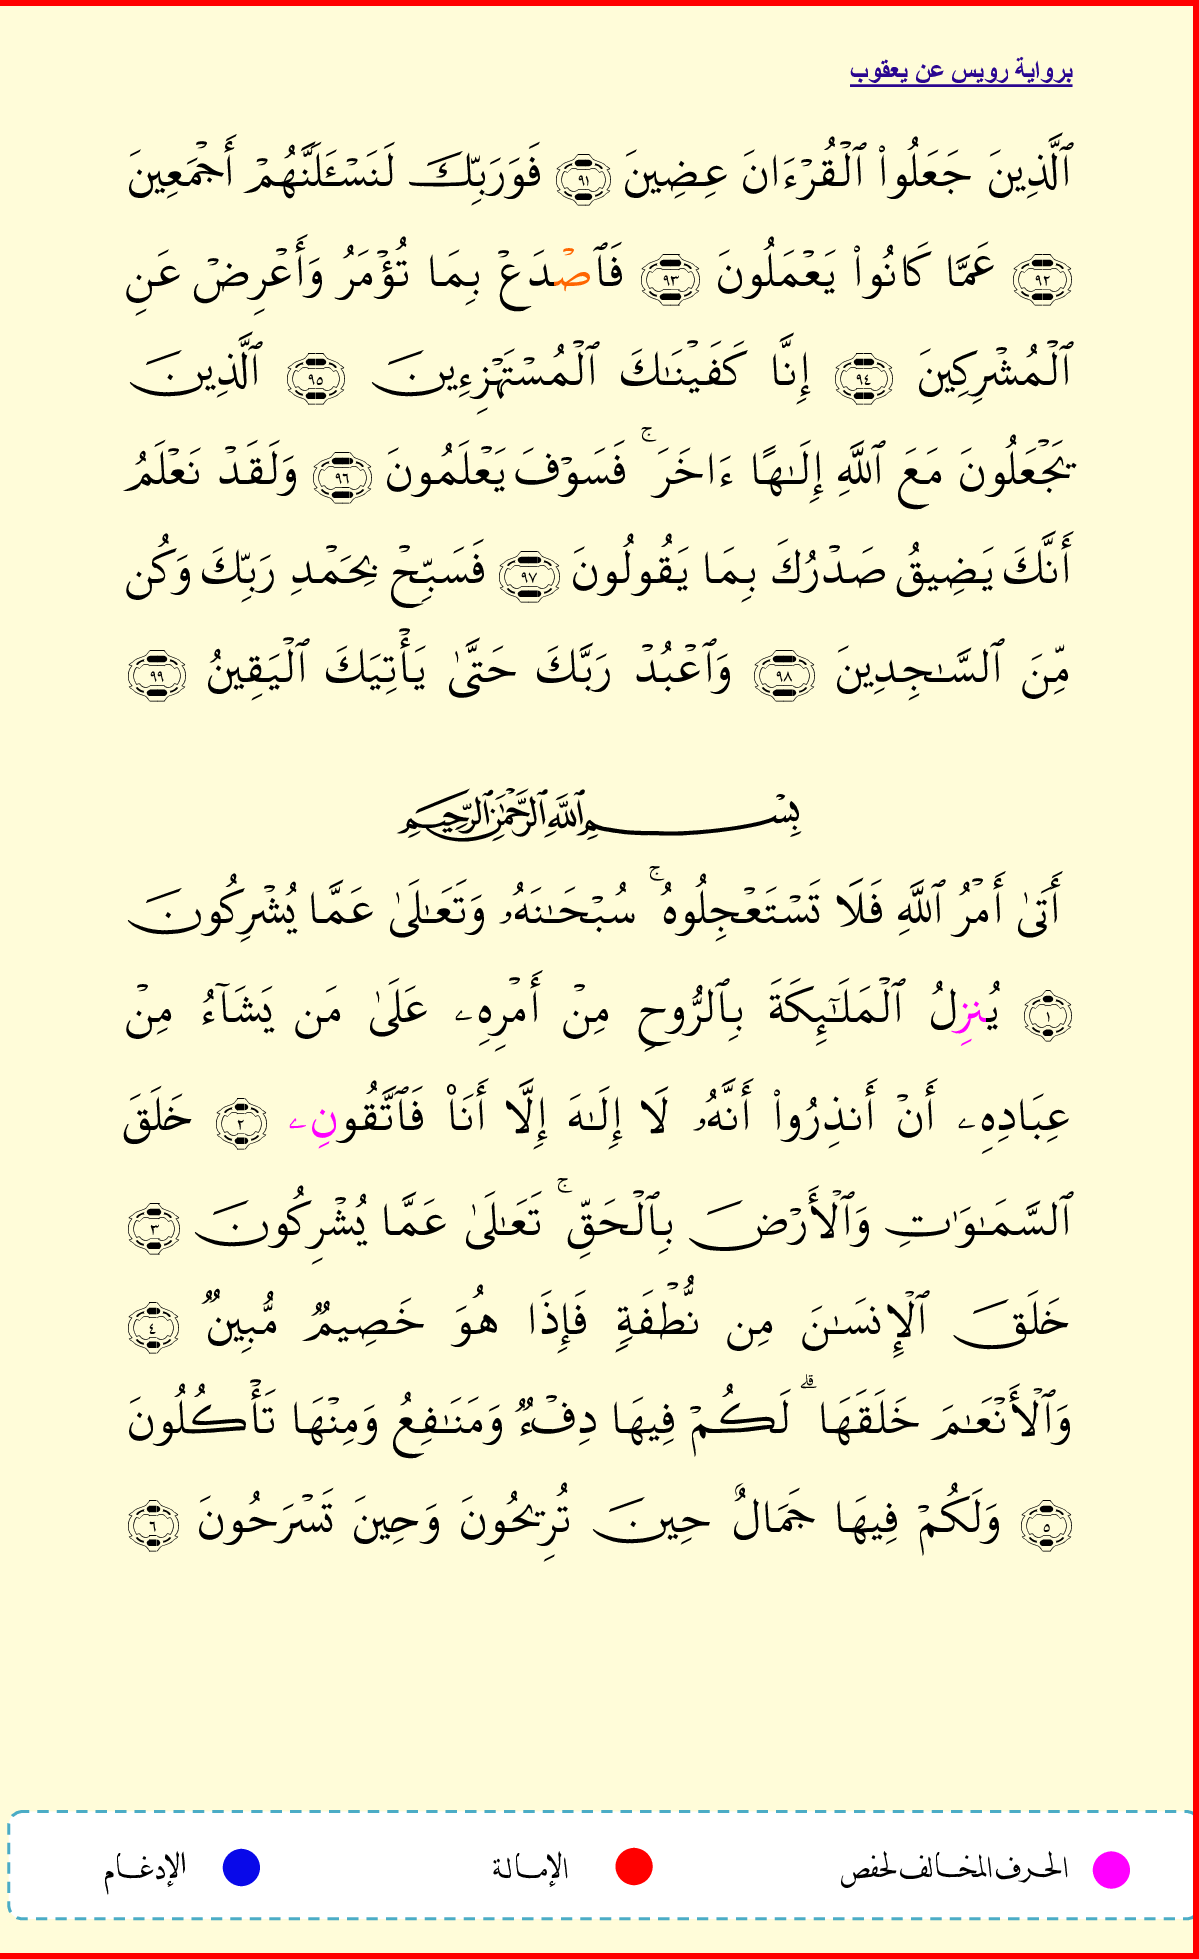 برواية رويس عن يعقوب
ٱلَّذِينَ جَعَلُوا۟ ٱلْقُرْءَانَ عِضِينَ ٩١ فَوَرَبِّكَ لَنَسْـَٔلَنَّهُمْ أَجْمَعِينَ
٩٢ عَمَّا كَانُوا۟ يَعْمَلُونَ ٩٣ فَٱصْدَعْ بِمَا تُؤْمَرُ وَأَعْرِضْ عَنِ
ٱلْمُشْرِكِينَ ٩٤ إِنَّا كَفَيْنَـٰكَ ٱلْمُسْتَهْزِءِينَ ٩٥ ٱلَّذِينَ
يَجْعَلُونَ مَعَ ٱللَّهِ إِلَـٰهًا ءَاخَرَ ۚ فَسَوْفَ يَعْلَمُونَ ٩٦ وَلَقَدْ نَعْلَمُ
أَنَّكَ يَضِيقُ صَدْرُكَ بِمَا يَقُولُونَ ٩٧ فَسَبِّحْ بِحَمْدِ رَبِّكَ وَكُن
مِّنَ ٱلسَّـٰجِدِينَ ٩٨ وَٱعْبُدْ رَبَّكَ حَتَّىٰ يَأْتِيَكَ ٱلْيَقِينُ ٩٩
بِسْمِ ٱللَّهِ ٱلرَّحْمَـٰنِ ٱلرَّحِيمِ
أَتَىٰ أَمْرُ ٱللَّهِ فَلَا تَسْتَعْجِلُوهُ ۚ سُبْحَـٰنَهُۥ وَتَعَـٰلَىٰ عَمَّا يُشْرِكُونَ
١ يُنزِلُ ٱلْمَلَـٰٓئِكَةَ بِٱلرُّوحِ مِنْ أَمْرِهِۦ عَلَىٰ مَن يَشَآءُ مِنْ
عِبَادِهِۦ أَنْ أَنذِرُوا۟ أَنَّهُۥ لَا إِلَـٰهَ إِلَّا أَنَا۠ فَٱتَّقُونِۦ ٢ خَلَقَ
ٱلسَّمَـٰوَٰتِ وَٱلْأَرْضَ بِٱلْحَقِّ ۚ تَعَـٰلَىٰ عَمَّا يُشْرِكُونَ ٣
خَلَقَ ٱلْإِنسَـٰنَ مِن نُّطْفَةٍ فَإِذَا هُوَ خَصِيمٌ مُّبِينٌ ٤
وَٱلْأَنْعَـٰمَ خَلَقَهَا ۗ لَكُمْ فِيهَا دِفْءٌ وَمَنَـٰفِعُ وَمِنْهَا تَأْكُلُونَ
٥ وَلَكُمْ فِيهَا جَمَالٌ حِينَ تُرِيحُونَ وَحِينَ تَسْرَحُونَ ٦
الحرف المخالف لحفص الإمالة الإدغام